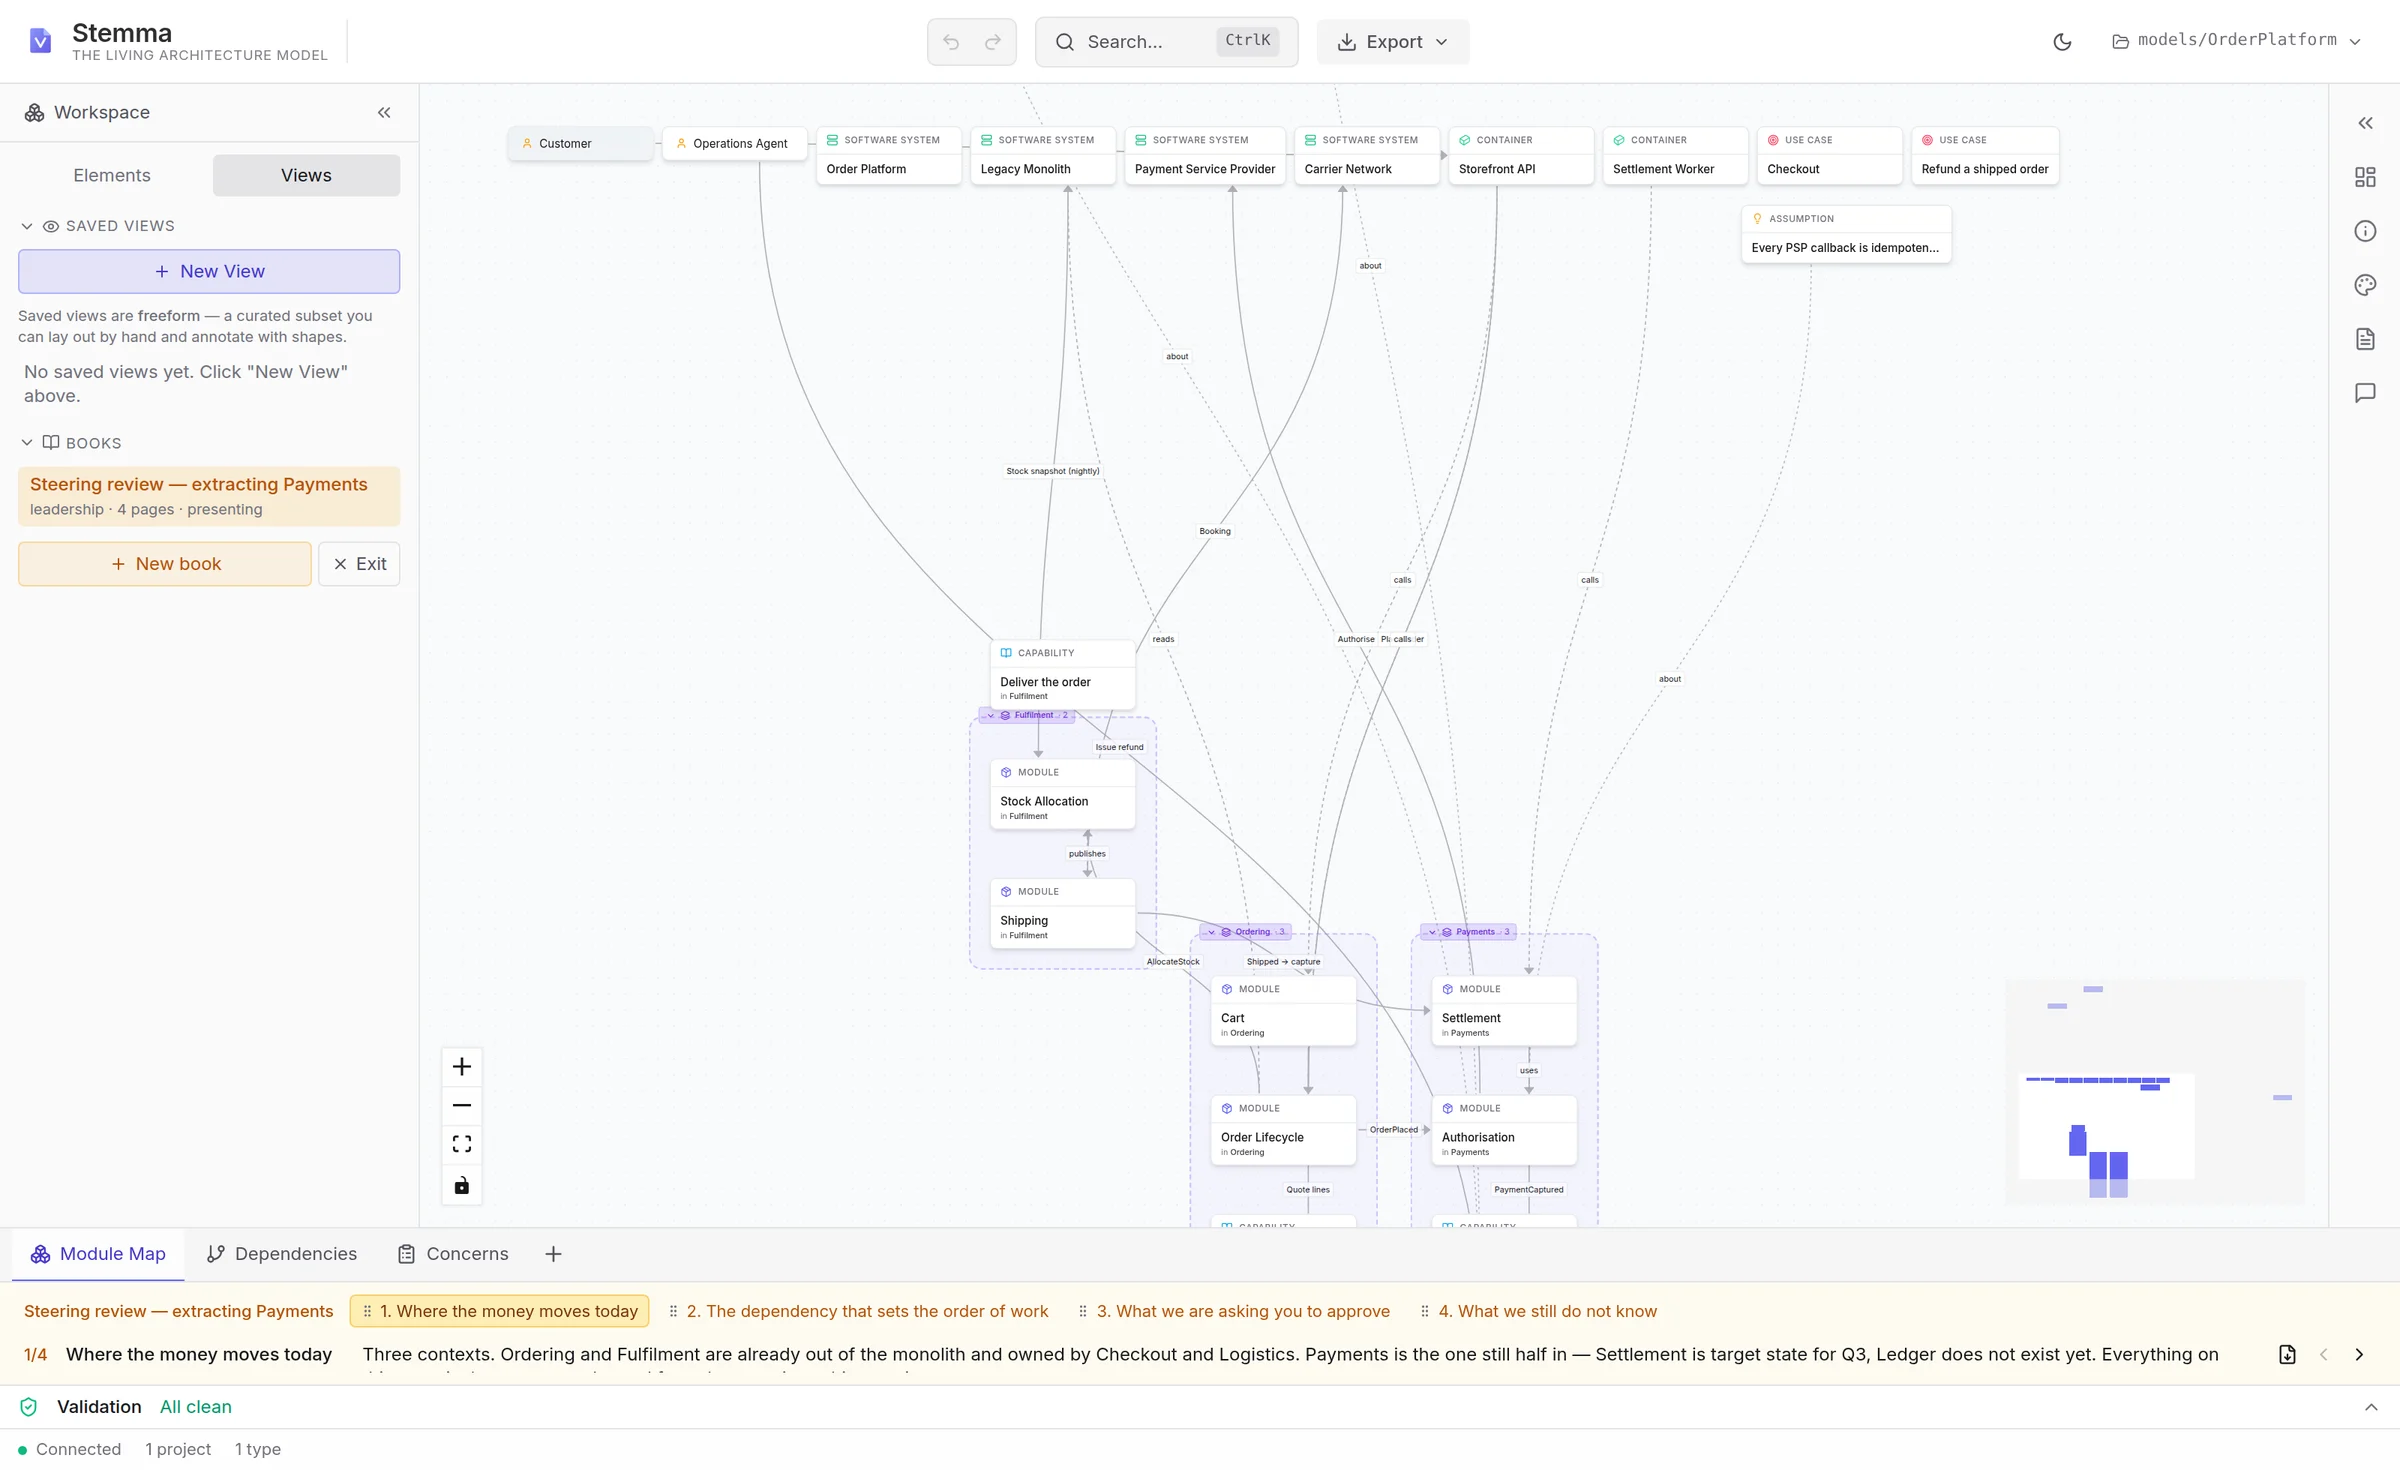 Stemma
THE LIVING ARCHITECTURE MODEL
Search...
CtrlK
Export
models/OrderPlatform
Workspace
Elements
Views
SAVED VIEWS
+ New View
Saved views are freeform — a curated subset you
can lay out by hand and annotate with shapes.
No saved views yet. Click "New View"
above.
BOOKS
Steering review — extracting Payments
leadership · 4 pages · presenting
+ New book
Exit
Customer
Operations Agent
SOFTWARE SYSTEM
Order Platform
SOFTWARE SYSTEM
Legacy Monolith
SOFTWARE SYSTEM
Payment Service Provider
SOFTWARE SYSTEM
Carrier Network
CONTAINER
Storefront API
CONTAINER
Settlement Worker
USE CASE
Checkout
USE CASE
Refund a shipped order
ASSUMPTION
Every PSP callback is idempoten...
about
about
Stock snapshot (nightly)
Booking
calls
calls
reads
Authorise
calls
about
CAPABILITY
Deliver the order
in Fulfilment
Fulfilment · 2
Issue refund
MODULE
Stock Allocation
in Fulfilment
publishes
MODULE
Shipping
in Fulfilment
Ordering · 3
Payments · 3
AllocateStock
Shipped → capture
MODULE
Cart
in Ordering
MODULE
Settlement
in Payments
uses
MODULE
Order Lifecycle
in Ordering
OrderPlaced
MODULE
Authorisation
in Payments
Quote lines
PaymentCaptured
CAPABILITY
CAPABILITY
Module Map
Dependencies
Concerns
Steering review — extracting Payments
1. Where the money moves today
2. The dependency that sets the order of work
3. What we are asking you to approve
4. What we still do not know
1/4
Where the money moves today
Three contexts. Ordering and Fulfilment are already out of the monolith and owned by Checkout and Logistics. Payments is the one still half in — Settlement is target state for Q3, Ledger does not exist yet. Everything on
Validation
All clean
Connected
1 project
1 type